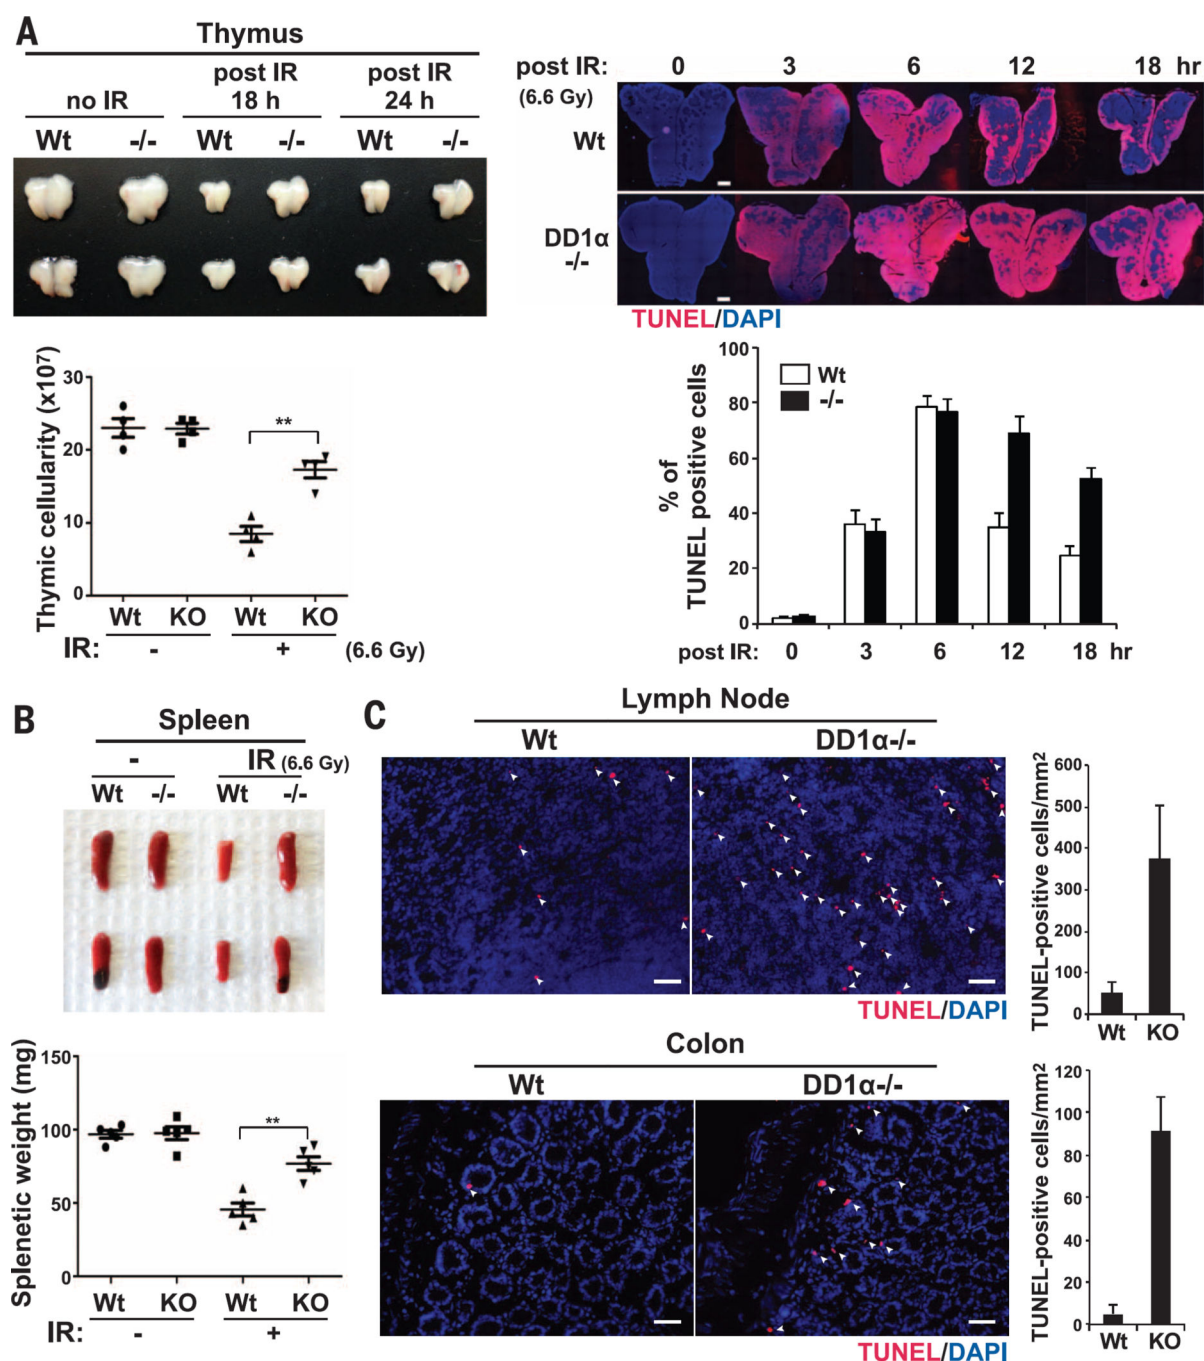 A
Thymus
no IR
post IR
18 h
post IR
24 h
Wt -/- Wt -/- Wt -/-
post IR: 0 3 6 12 18 hr
(6.6 Gy)
Wt
DD1α
-/-
TUNEL/DAPI
Thymic cellularity (x10⁷)
30
20
10
0
**
Wt KO Wt KO
IR: - + (6.6 Gy)
% of
TUNEL positive cells
100
80
60
40
20
0
Wt
-/-
post IR: 0 3 6 12 18 hr
B
Spleen
- IR (6.6 Gy)
Wt -/- Wt -/-
Splenetic weight (mg)
150
100
50
0
**
Wt KO Wt KO
IR: - +
C
Lymph Node
Wt DD1α-/-
TUNEL/DAPI
TUNEL-positive cells/mm2
600
500
400
300
200
100
0
Wt KO
Colon
Wt DD1α-/-
TUNEL/DAPI
TUNEL-positive cells/mm2
120
100
80
60
40
20
0
Wt KO